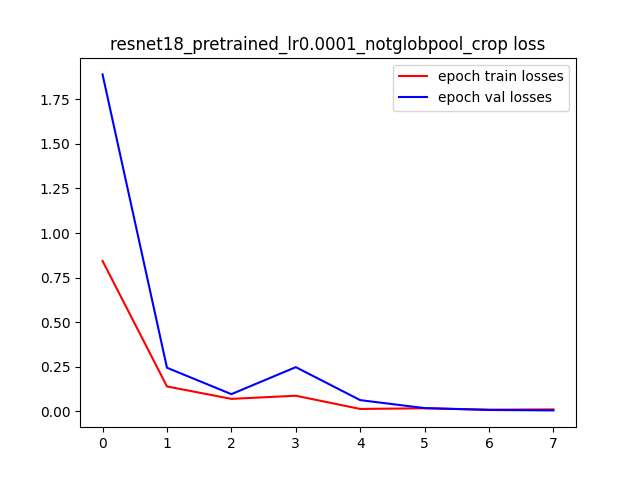 resnet18_pretrained_lr0.0001_notglobpool_crop loss
epoch train losses
epoch val losses
1.75
1.50
1.25
1.00
0.75
0.50
0.25
0.00
0 1 2 3 4 5 6 7